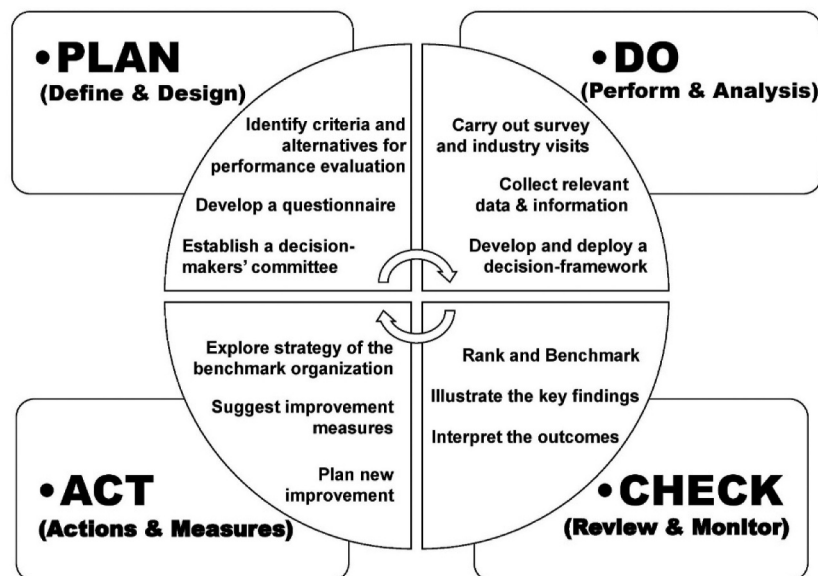 •PLAN
(Define & Design)
Identify criteria and
alternatives for
performance evaluation
Develop a questionnaire
Establish a decision-
makers' committee
•DO
(Perform & Analysis)
Carry out survey
and industry visits
Collect relevant
data & information
Develop and deploy a
decision-framework
Explore strategy of the
benchmark organization
Suggest improvement
measures
Plan new
improvement
•ACT
(Actions & Measures)
Rank and Benchmark
Illustrate the key findings
Interpret the outcomes
•CHECK
(Review & Monitor)